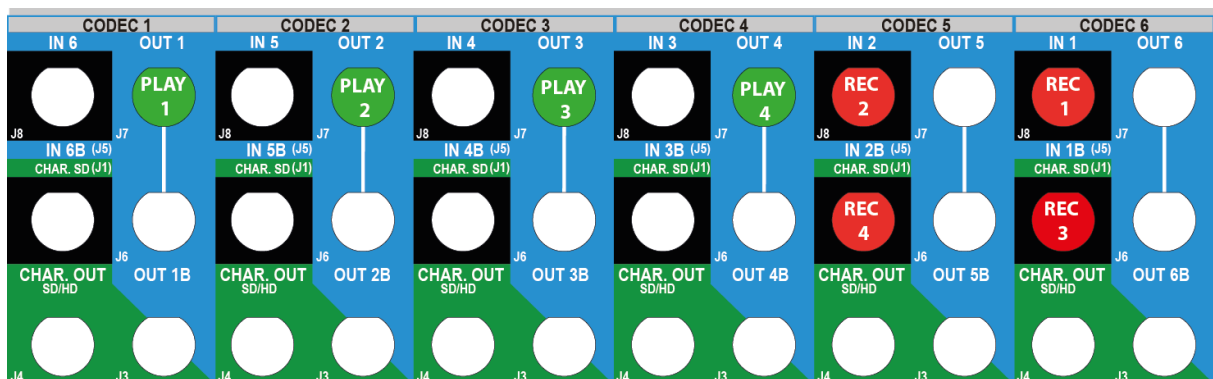 CODEC 1 CODEC 2 CODEC 3 CODEC 4 CODEC 5 CODEC 6
IN 6 OUT 1 IN 5 OUT 2 IN 4 OUT 3 IN 3 OUT 4 IN 2 OUT 5 IN 1 OUT 6
PLAY PLAY PLAY PLAY REC REC
1 2 3 4 2 1
J8 J7 J8 J7 J8 J7 J8 J7 J8 J7 J8 J7
IN 6B (J5) IN 5B (J5) IN 4B (J5) IN 3B (J5) IN 2B (J5) IN 1B (J5)
CHAR. SD (J1) CHAR. SD (J1) CHAR. SD (J1) CHAR. SD (J1) CHAR. SD (J1) CHAR. SD (J1)
REC REC
4 3
J6 J6 J6 J6 J6 J6
CHAR. OUT OUT 1B CHAR. OUT OUT 2B CHAR. OUT OUT 3B CHAR. OUT OUT 4B CHAR. OUT OUT 5B CHAR. OUT OUT 6B
SD/HD SD/HD SD/HD SD/HD SD/HD SD/HD
J4 J3 J4 J3 J4 J3 J4 J3 J4 J3 J4 J3